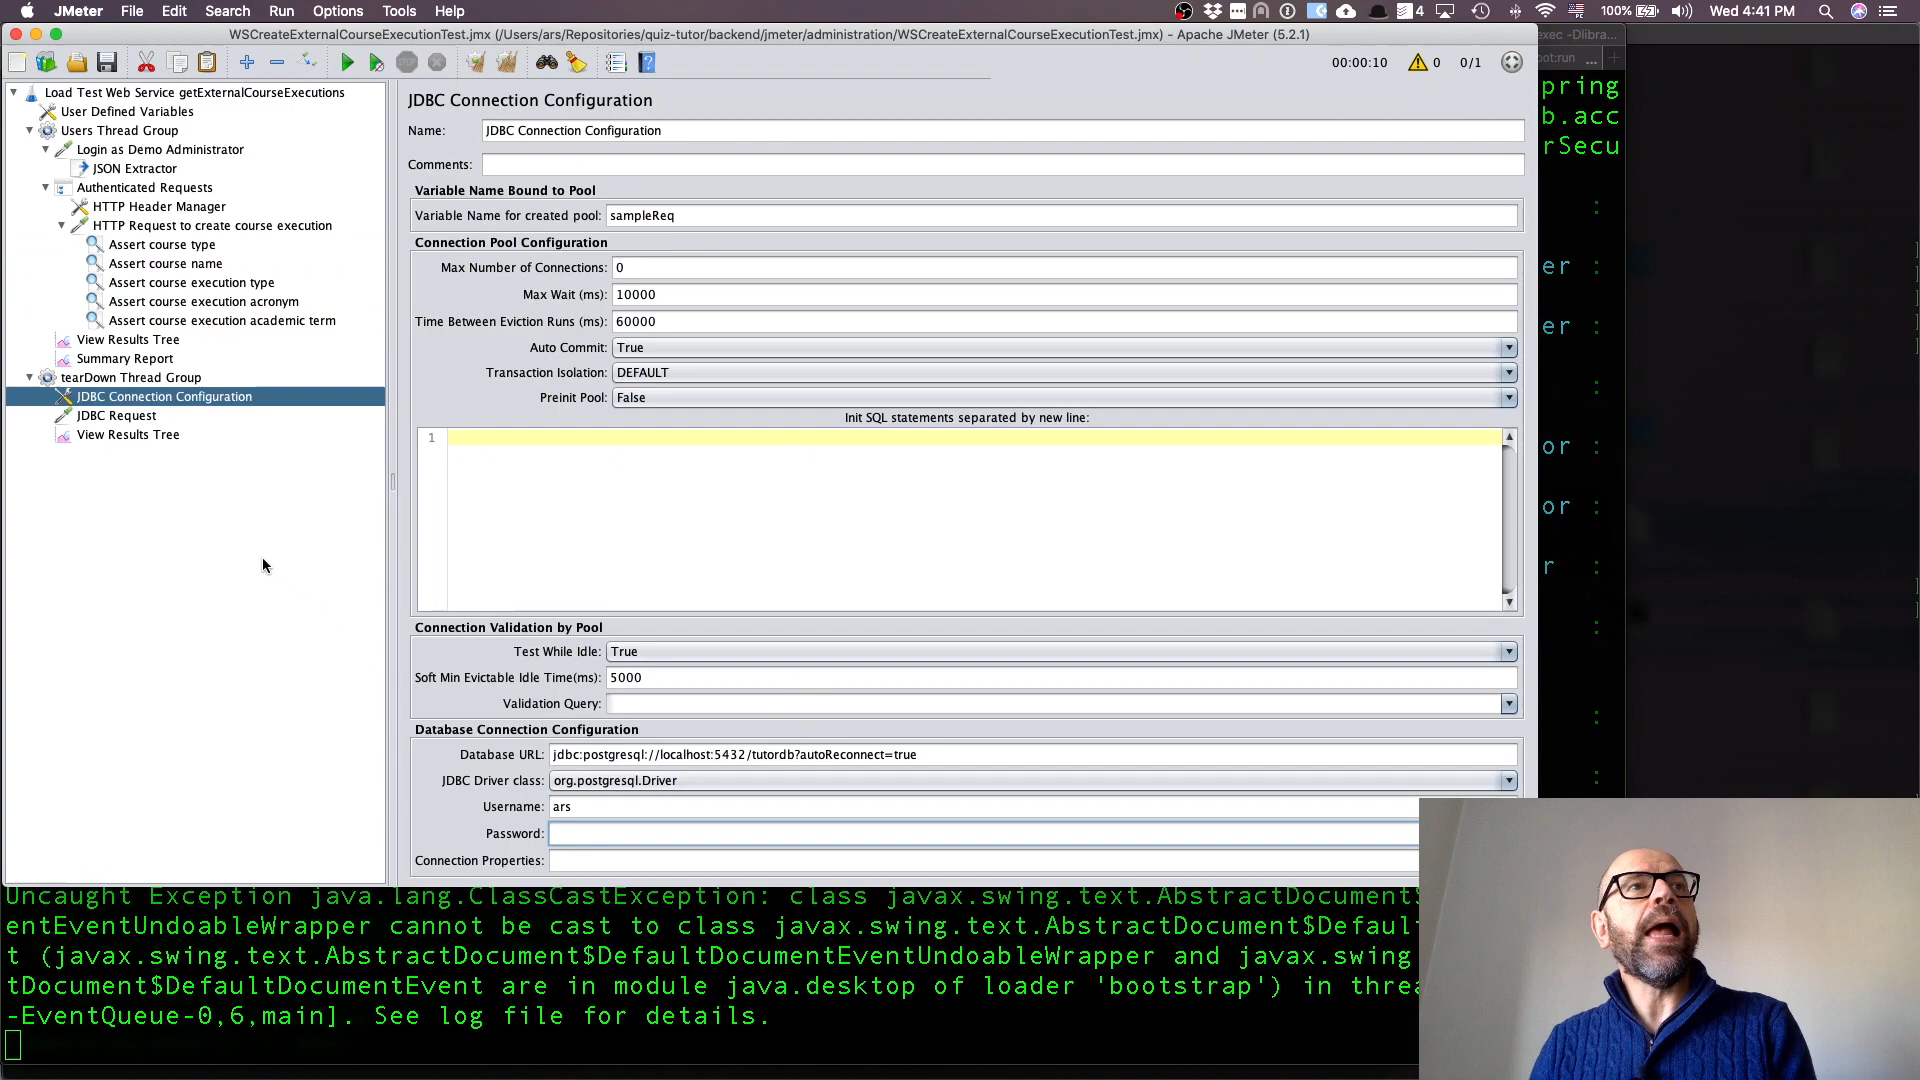 JMeter File Edit Search Run Options Tools Help
4 100% Wed 4:41 PM
WSCreateExternalCourseExecutionTest.jmx (/Users/ars/Repositories/quiz-tutor/backend/jmeter/administration/WSCreateExternalCourseExecutionTest.jmx) - Apache JMeter (5.2.1)
exec -Dlibra...
ot:run ...
00:00:10 0 0/1
Load Test Web Service getExternalCourseExecutions
User Defined Variables
Users Thread Group
Login as Demo Administrator
JSON Extractor
Authenticated Requests
HTTP Header Manager
HTTP Request to create course execution
Assert course type
Assert course name
Assert course execution type
Assert course execution acronym
Assert course execution academic term
View Results Tree
Summary Report
tearDown Thread Group
JDBC Connection Configuration
JDBC Request
View Results Tree
JDBC Connection Configuration
Name: JDBC Connection Configuration
Comments:
Variable Name Bound to Pool
Variable Name for created pool: sampleReq
Connection Pool Configuration
Max Number of Connections: 0
Max Wait (ms): 10000
Time Between Eviction Runs (ms): 60000
Auto Commit: True
Transaction Isolation: DEFAULT
Preinit Pool: False
Init SQL statements separated by new line:
1
Connection Validation by Pool
Test While Idle: True
Soft Min Evictable Idle Time(ms): 5000
Validation Query:
Database Connection Configuration
Database URL: jdbc:postgresql://localhost:5432/tutordb?autoReconnect=true
JDBC Driver class: org.postgresql.Driver
Username: ars
Password:
Connection Properties:
pring
b.acc
rSecu
:
er :
er :
:
or :
or :
r :
:
:
:
Uncaught Exception java.lang.ClassCastException: class javax.swing.text.AbstractDocument$
entEventUndoableWrapper cannot be cast to class javax.swing.text.AbstractDocument$Defaul
t (javax.swing.text.AbstractDocument$DefaultDocumentEventUndoableWrapper and javax.swing
tDocument$DefaultDocumentEvent are in module java.desktop of loader 'bootstrap') in threa
-EventQueue-0,6,main]. See log file for details.